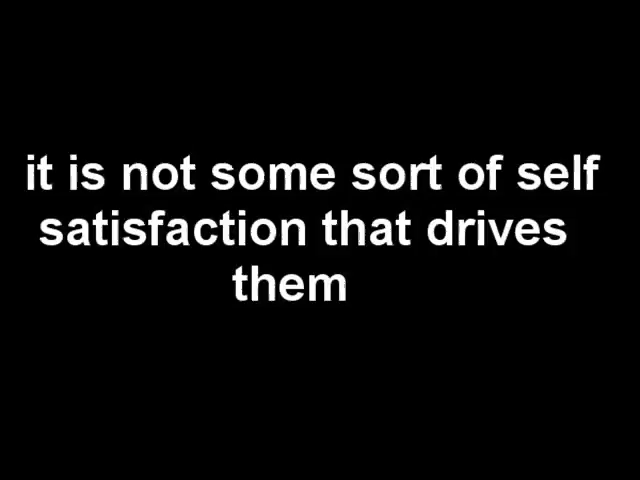 it is not some sort of self
satisfaction that drives
them